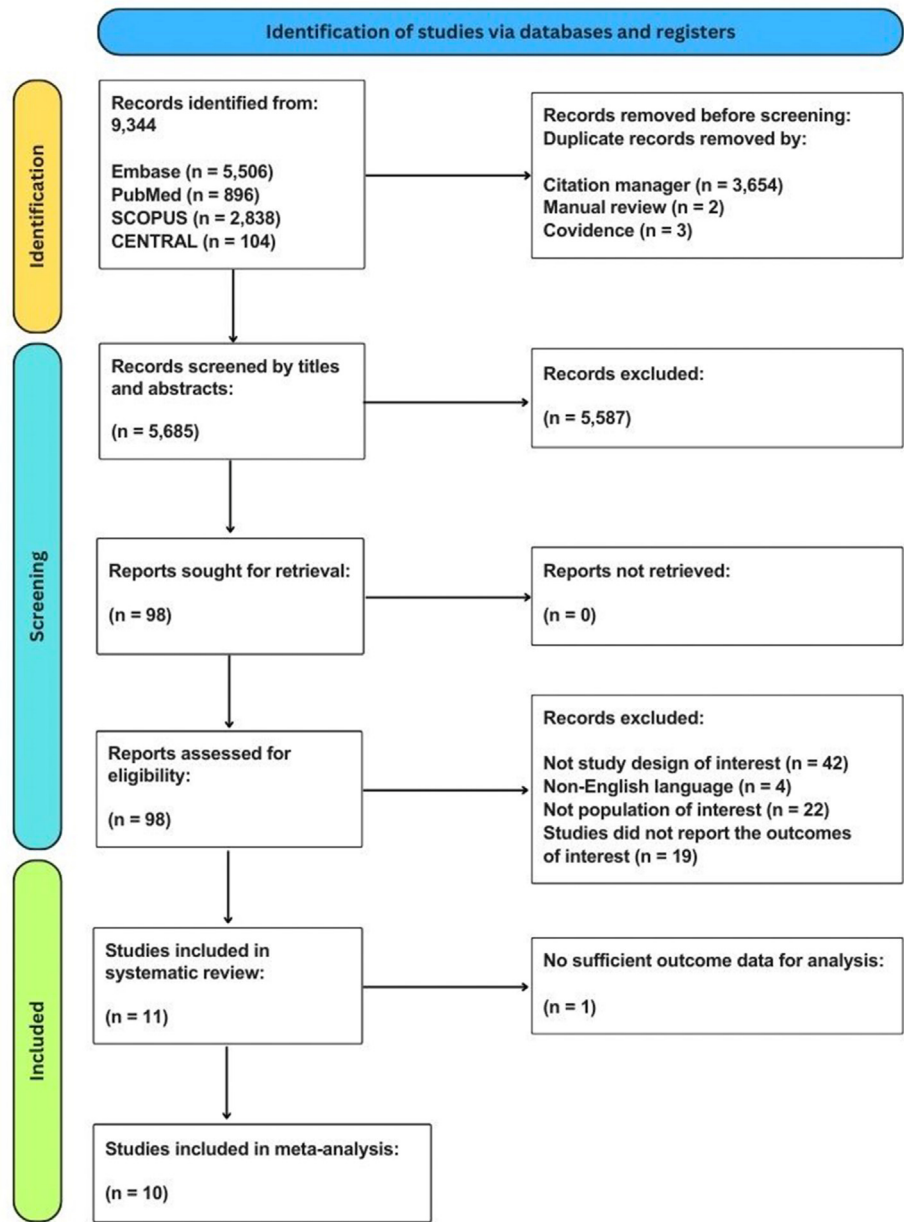 Identification of studies via databases and registers
Identification
Records identified from:
9,344
Embase (n = 5,506)
PubMed (n = 896)
SCOPUS (n = 2,838)
CENTRAL (n = 104)
Records removed before screening:
Duplicate records removed by:
Citation manager (n = 3,654)
Manual review (n = 2)
Covidence (n = 3)
Screening
Records screened by titles
and abstracts:
(n = 5,685)
Records excluded:
(n = 5,587)
Reports sought for retrieval:
(n = 98)
Reports not retrieved:
(n = 0)
Reports assessed for
eligibility:
(n = 98)
Records excluded:
Not study design of interest (n = 42)
Non-English language (n = 4)
Not population of interest (n = 22)
Studies did not report the outcomes
of interest (n = 19)
Included
Studies included in
systematic review:
(n = 11)
No sufficient outcome data for analysis:
(n = 1)
Studies included in meta-analysis:
(n = 10)